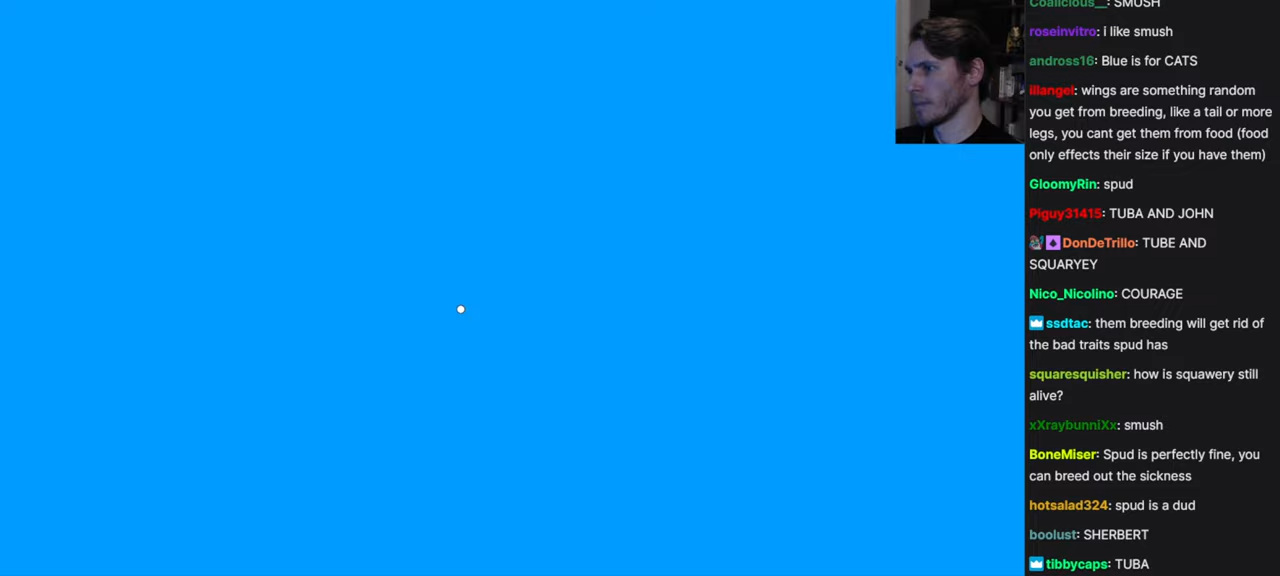 Coalicious__: SMUSH
roseinvitro: i like smush
andross16: Blue is for CATS
illangel: wings are something random
you get from breeding, like a tail or more
legs, you cant get them from food (food
only effects their size if you have them)
GloomyRin: spud
Piguy31415: TUBA AND JOHN
DonDeTrillo: TUBE AND
SQUARYEY
Nico_Nicolino: COURAGE
ssdtac: them breeding will get rid of
the bad traits spud has
squaresquisher: how is squawery still
alive?
xXraybunniXx: smush
BoneMiser: Spud is perfectly fine, you
can breed out the sickness
hotsalad324: spud is a dud
boolust: SHERBERT
tibbycaps: TUBA